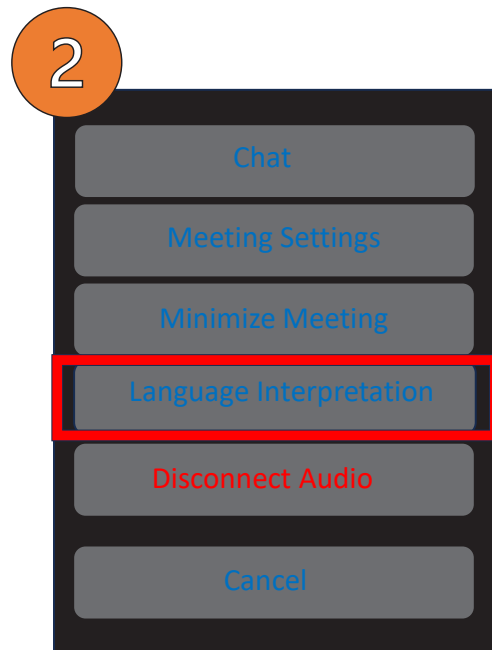 2
Chat
Meeting Settings
Minimize Meeting
Language Interpretation
Disconnect Audio
Cancel